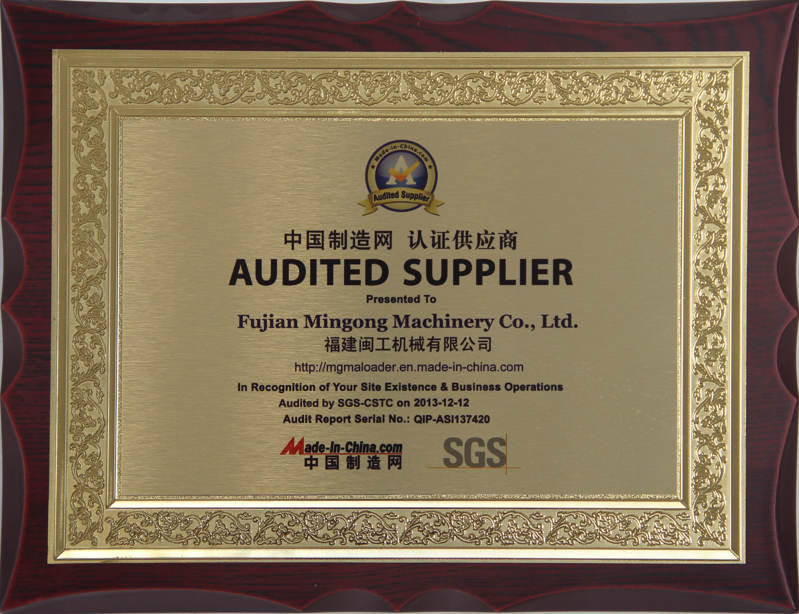 Made-in-China.com
Audited Supplier
中国制造网 认证供应商
AUDITED SUPPLIER
Presented To
Fujian Mingong Machinery Co., Ltd.
福建闽工机械有限公司
http://mgmaloader.en.made-in-china.com
In Recognition of Your Site Existence & Business Operations
Audited by SGS-CSTC on 2013-12-12
Audit Report Serial No.: QIP-ASI137420
Made-in-China.com
中国制造网
SGS